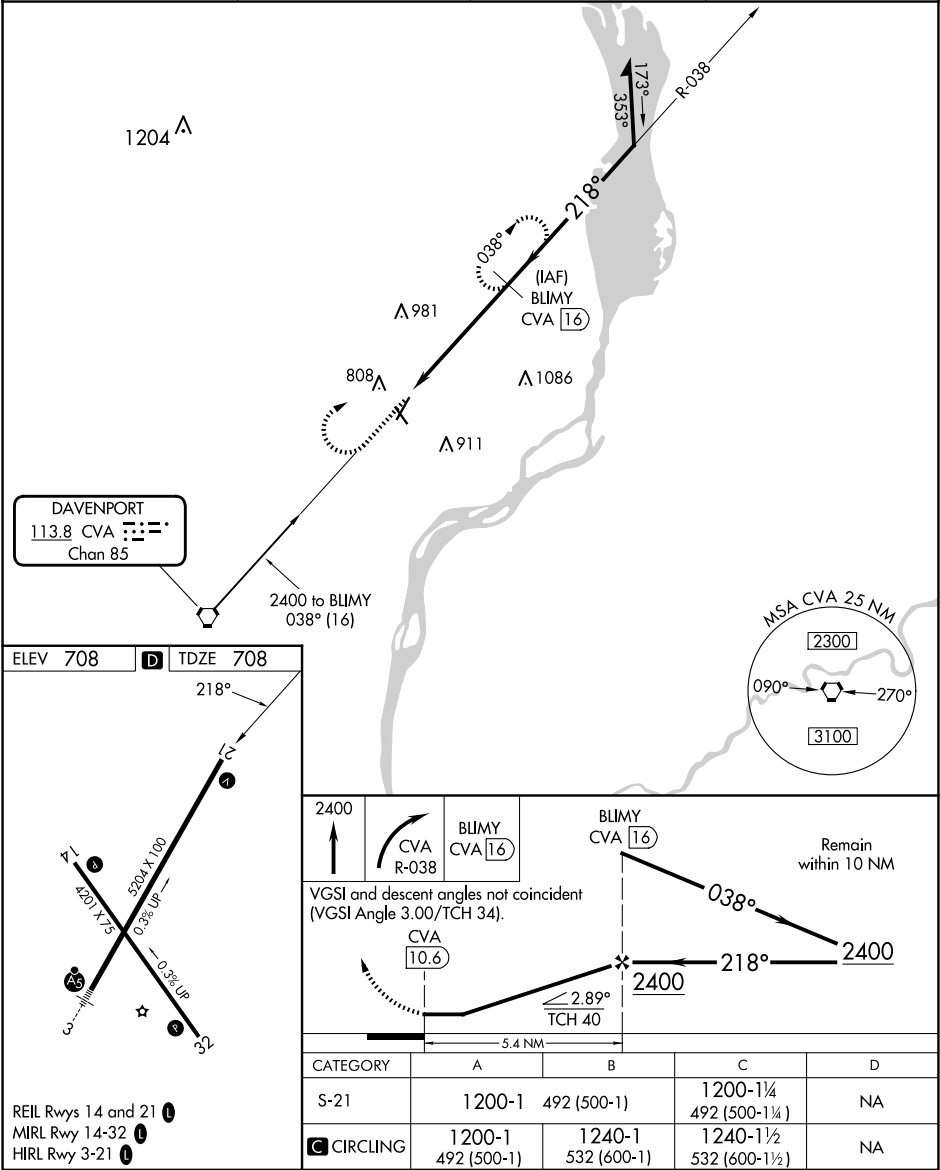 1204
R-038
173°
353°
218°
038°
(IAF)
BLIMY
CVA 16
981
808
1086
911
DAVENPORT
113.8 CVA
Chan 85
2400 to BLIMY
038° (16)
MSA CVA 25 NM
2300
090°
270°
3100
ELEV 708 D TDZE 708
218°
21
V
14
P
5204 X 100
4201 X 75
0.3% UP
0.3% UP
A5
P
3
32
REIL Rwys 14 and 21 L
MIRL Rwy 14-32 L
HIRL Rwy 3-21 L
2400
CVA
R-038
BLIMY
CVA 16
BLIMY
CVA 16
Remain
within 10 NM
VGSI and descent angles not coincident
(VGSI Angle 3.00/TCH 34).
CVA
10.6
038°
2400
218°
2400
2.89°
TCH 40
5.4 NM
CATEGORY A B C D
S-21 1200-1 492 (500-1) 1200-1¼ NA
492 (500-1¼)
C CIRCLING 1200-1 1240-1 1240-1½ NA
492 (500-1) 532 (600-1) 532 (600-1½)